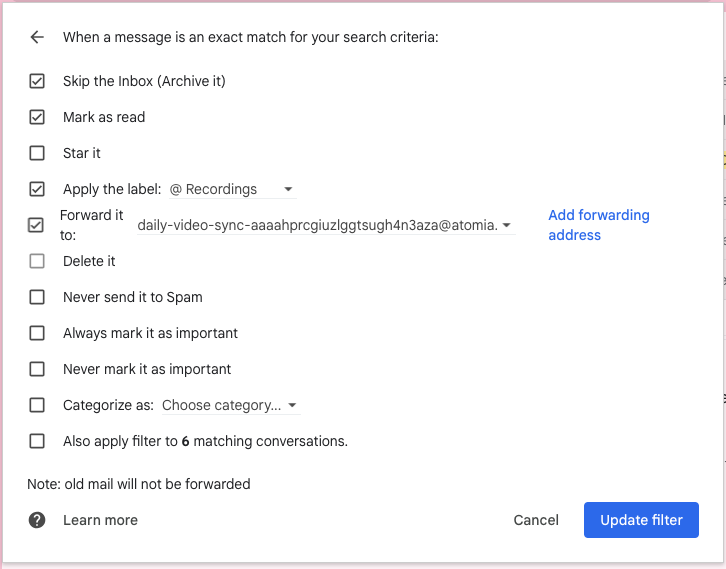 When a message is an exact match for your search criteria:
Skip the Inbox (Archive it)
Mark as read
Star it
Apply the label: @ Recordings
Forward it to: daily-video-sync-aaaahprcgiuzlggtsugh4n3aza@atomia. Add forwarding address
Delete it
Never send it to Spam
Always mark it as important
Never mark it as important
Categorize as: Choose category...
Also apply filter to 6 matching conversations.
Note: old mail will not be forwarded
Learn more Cancel Update filter